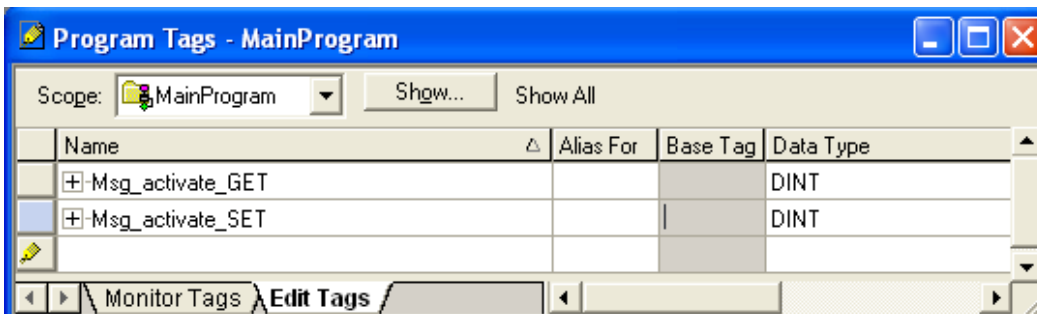 Program Tags - MainProgram
Scope: MainProgram Show... Show All
Name Alias For Base Tag Data Type
Msg_activate_GET DINT
Msg_activate_SET DINT
Monitor Tags Edit Tags